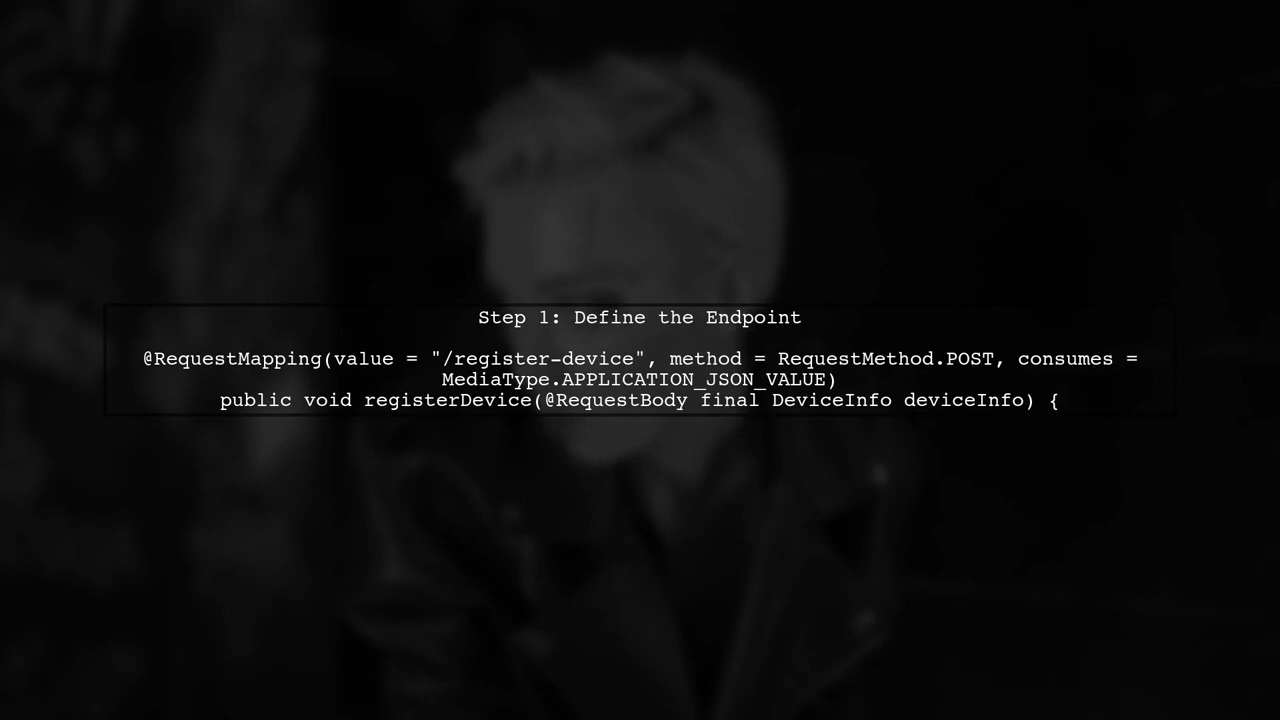 Step 1: Define the Endpoint
@RequestMapping(value = "/register-device", method = RequestMethod.POST, consumes =
MediaType.APPLICATION_JSON_VALUE)
public void registerDevice(@RequestBody final DeviceInfo deviceInfo) {